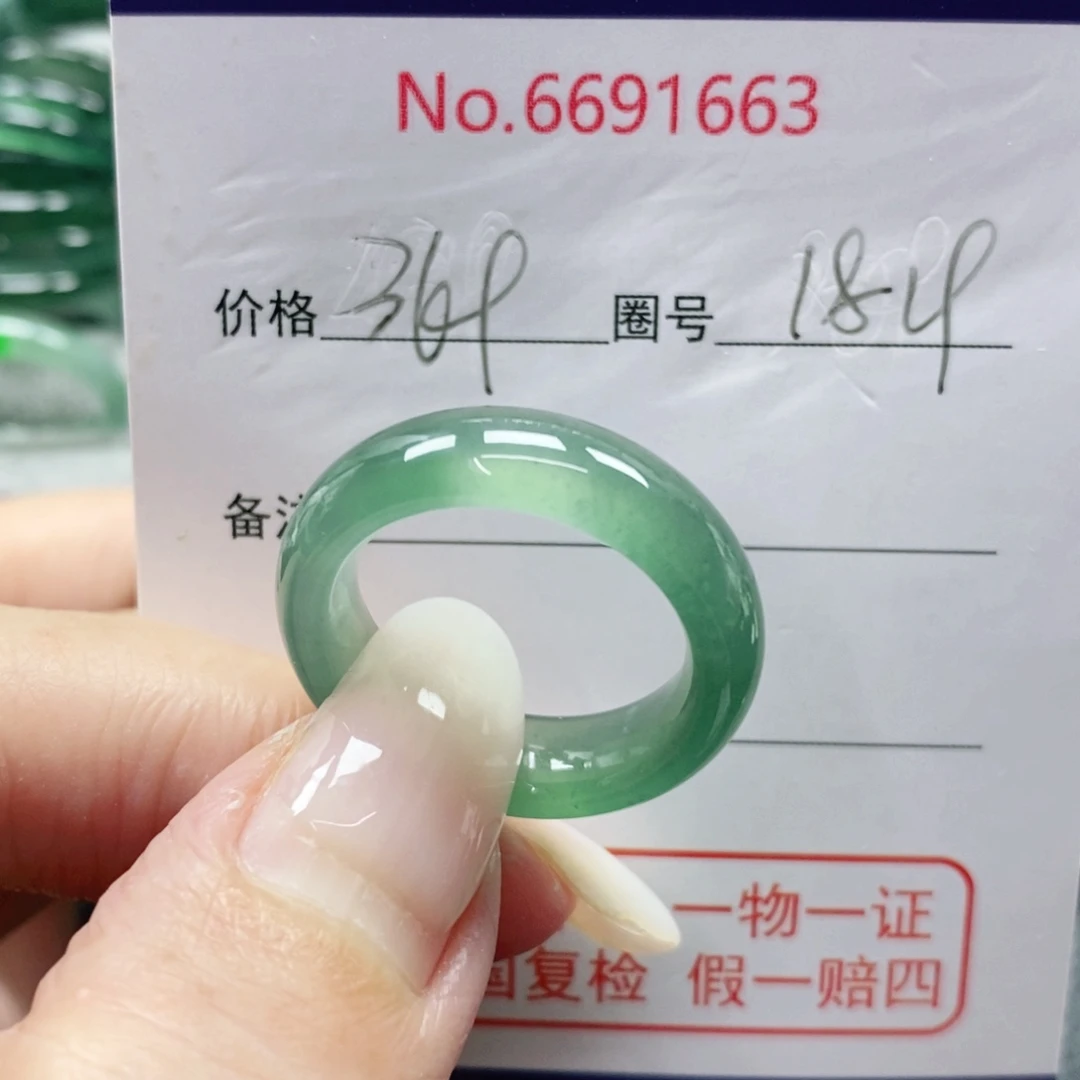 No.6691663
价格 369 圈号 184
备注
一物一证
国复检 假一赔四